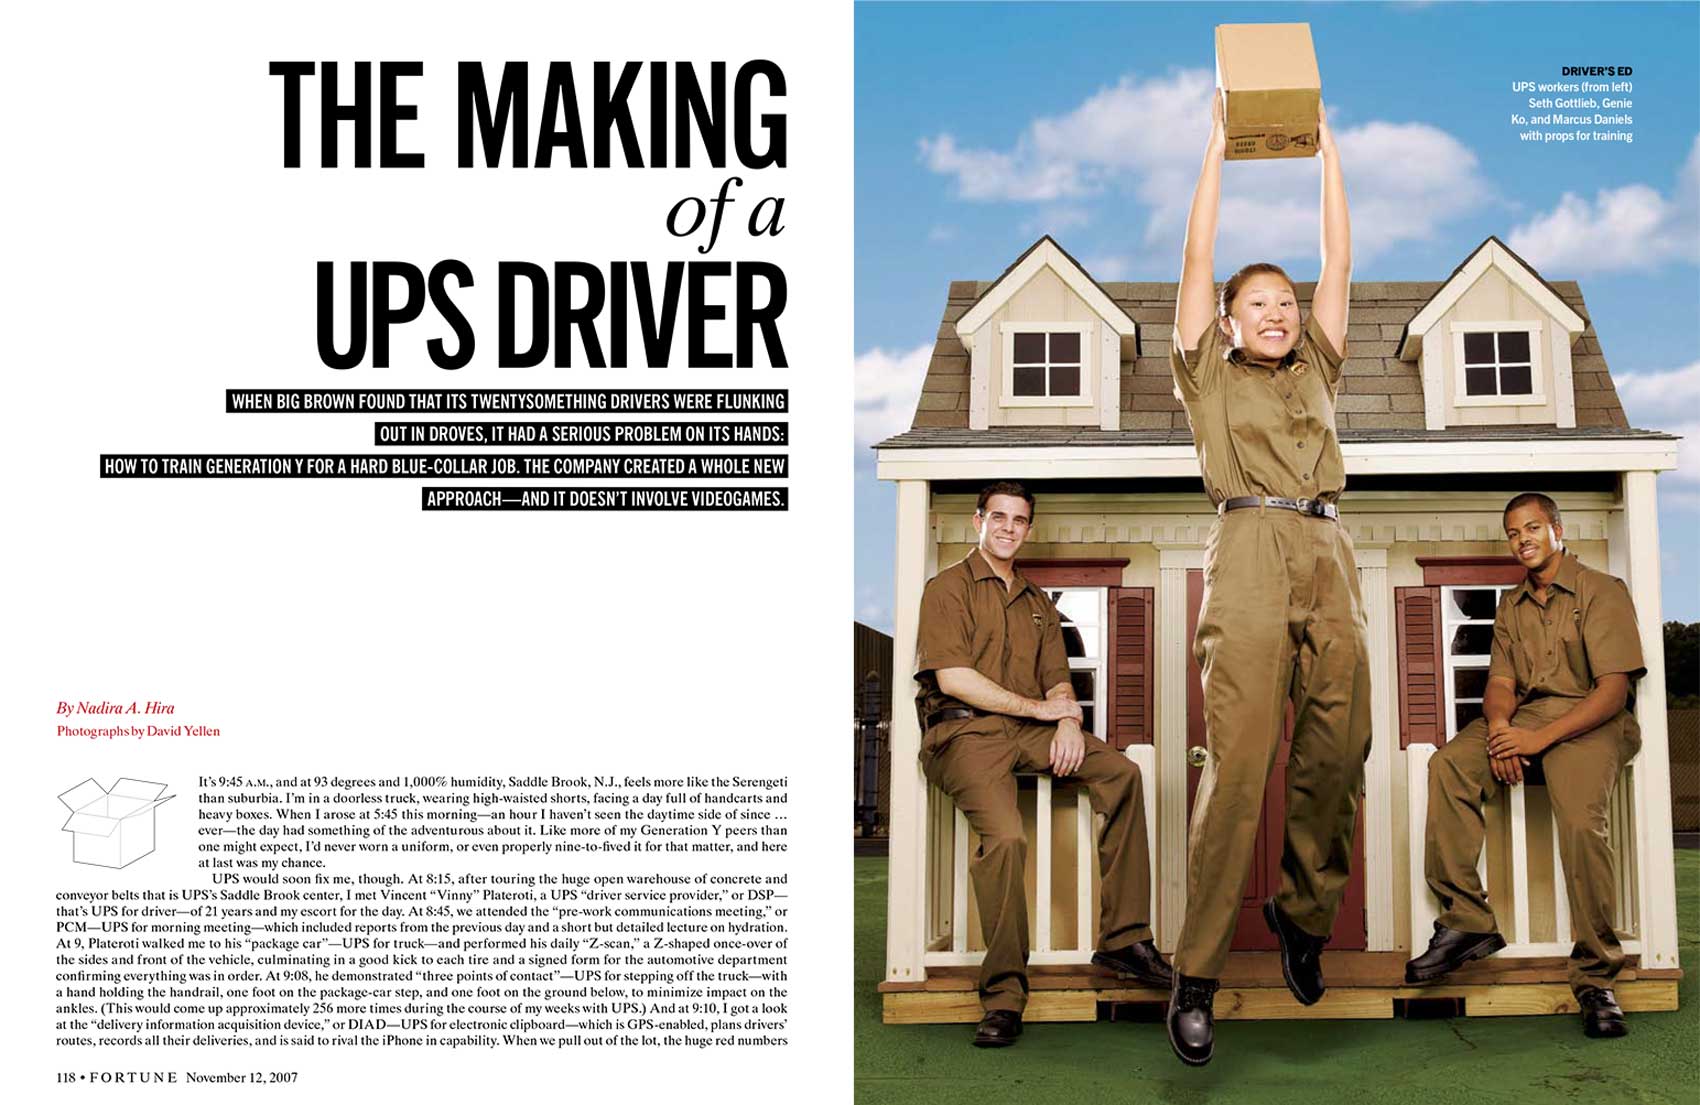 THE MAKING
of a
UPS DRIVER
WHEN BIG BROWN FOUND THAT ITS TWENTYSOMETHING DRIVERS WERE FLUNKING
OUT IN DROVES, IT HAD A SERIOUS PROBLEM ON ITS HANDS:
HOW TO TRAIN GENERATION Y FOR A HARD BLUE-COLLAR JOB. THE COMPANY CREATED A WHOLE NEW
APPROACH—AND IT DOESN'T INVOLVE VIDEOGAMES.
By Nadira A. Hira
Photographs by David Yellen
It's 9:45 A.M., and at 93 degrees and 1,000% humidity, Saddle Brook, N.J., feels more like the Serengeti
than suburbia. I'm in a doorless truck, wearing high-waisted shorts, facing a day full of handcarts and
heavy boxes. When I arose at 5:45 this morning—an hour I haven't seen the daytime side of since ...
ever—the day had something of the adventurous about it. Like more of my Generation Y peers than
one might expect, I'd never worn a uniform, or even properly nine-to-fived it for that matter, and here
at last was my chance.
UPS would soon fix me, though. At 8:15, after touring the huge open warehouse of concrete and
conveyor belts that is UPS's Saddle Brook center, I met Vincent "Vinny" Plateroti, a UPS "driver service provider," or DSP—
that's UPS for driver—of 21 years and my escort for the day. At 8:45, we attended the "pre-work communications meeting," or
PCM—UPS for morning meeting—which included reports from the previous day and a short but detailed lecture on hydration.
At 9, Plateroti walked me to his "package car"—UPS for truck—and performed his daily "Z-scan," a Z-shaped once-over of
the sides and front of the vehicle, culminating in a good kick to each tire and a signed form for the automotive department
confirming everything was in order. At 9:08, he demonstrated "three points of contact"—UPS for stepping off the truck—with
a hand holding the handrail, one foot on the package-car step, and one foot on the ground below, to minimize impact on the
ankles. (This would come up approximately 256 more times during the course of my weeks with UPS.) And at 9:10, I got a look
at the "delivery information acquisition device," or DIAD—UPS for electronic clipboard—which is GPS-enabled, plans drivers'
routes, records all their deliveries, and is said to rival the iPhone in capability. When we pull out of the lot, the huge red numbers
118 • FORTUNE November 12, 2007
DRIVER'S ED
UPS workers (from left)
Seth Gottlieb, Genie
Ko, and Marcus Daniels
with props for training